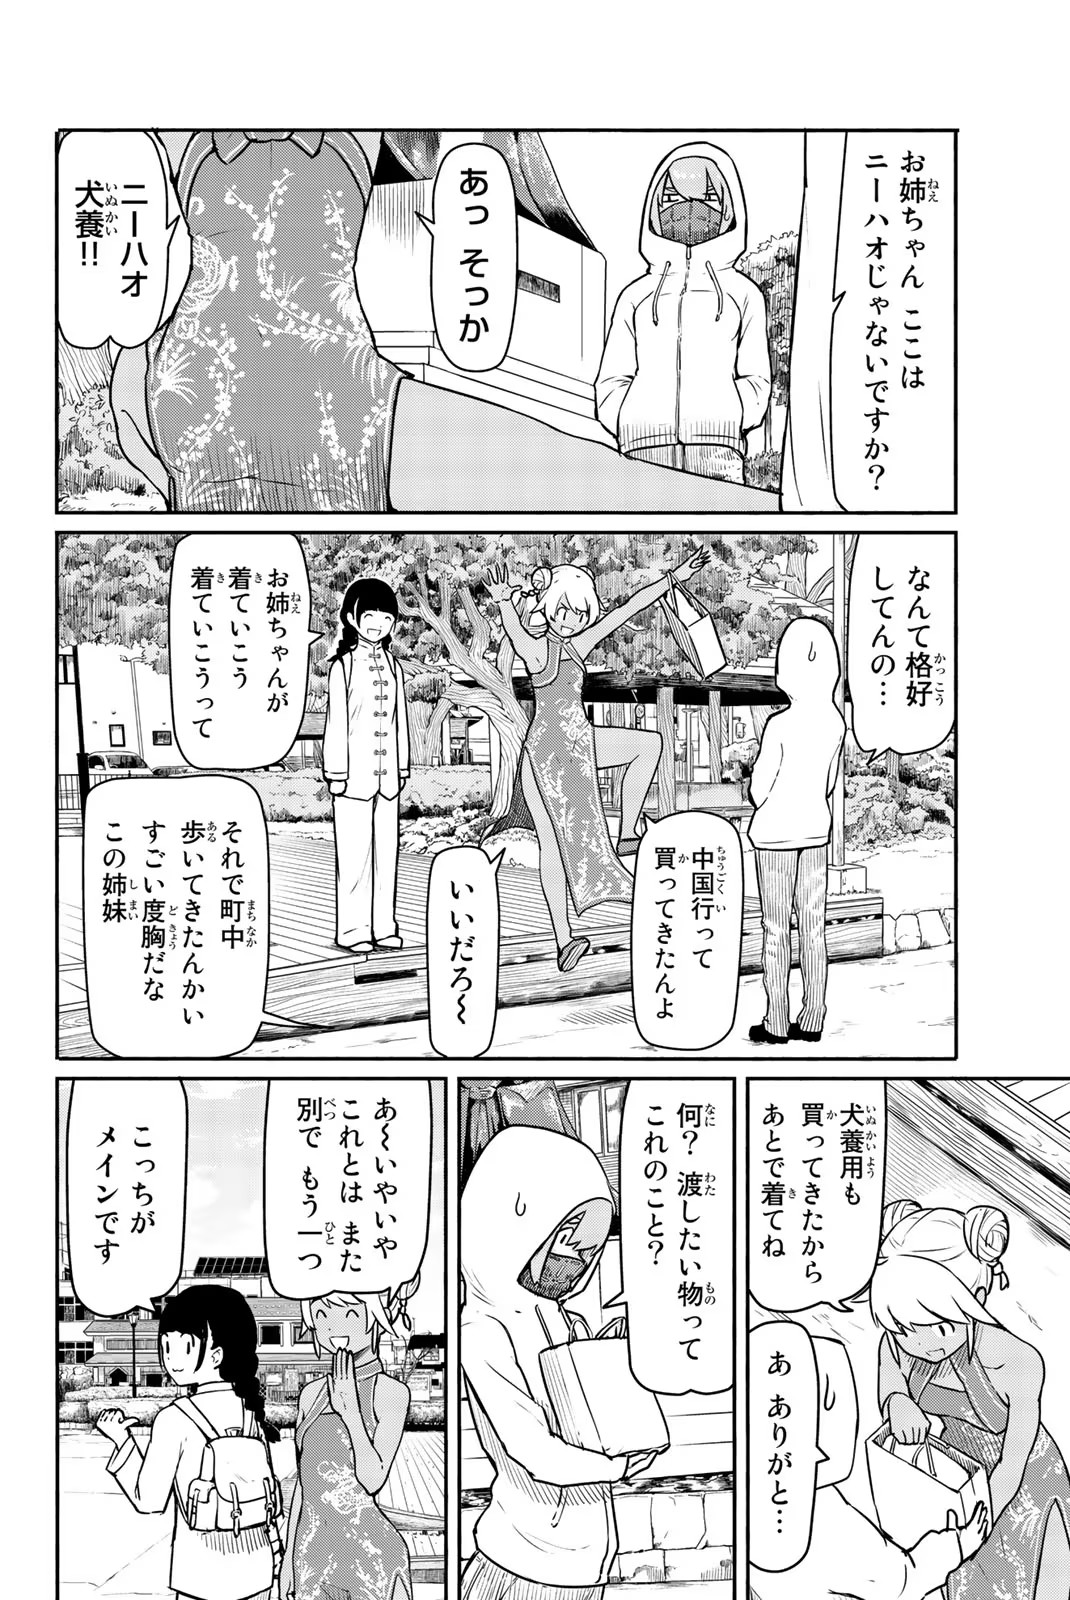 お姉ちゃん ここは
ニーハオじゃないですか?
あっ そっか
ニーハオ
犬養!!
なんて格好
してんの…
中国行って
買ってきたんよ
お姉ちゃんが
着ていこう
着ていこうって
いいだろ〜
それで町中
歩いてきたんかい
すごい度胸だな
この姉妹
犬養用も
買ってきたから
あとで着てね
あ ありがと…
何? 渡したい物って
これのこと?
あ〜いやいや
これとは また
別で もう一つ
こっちが
メインです